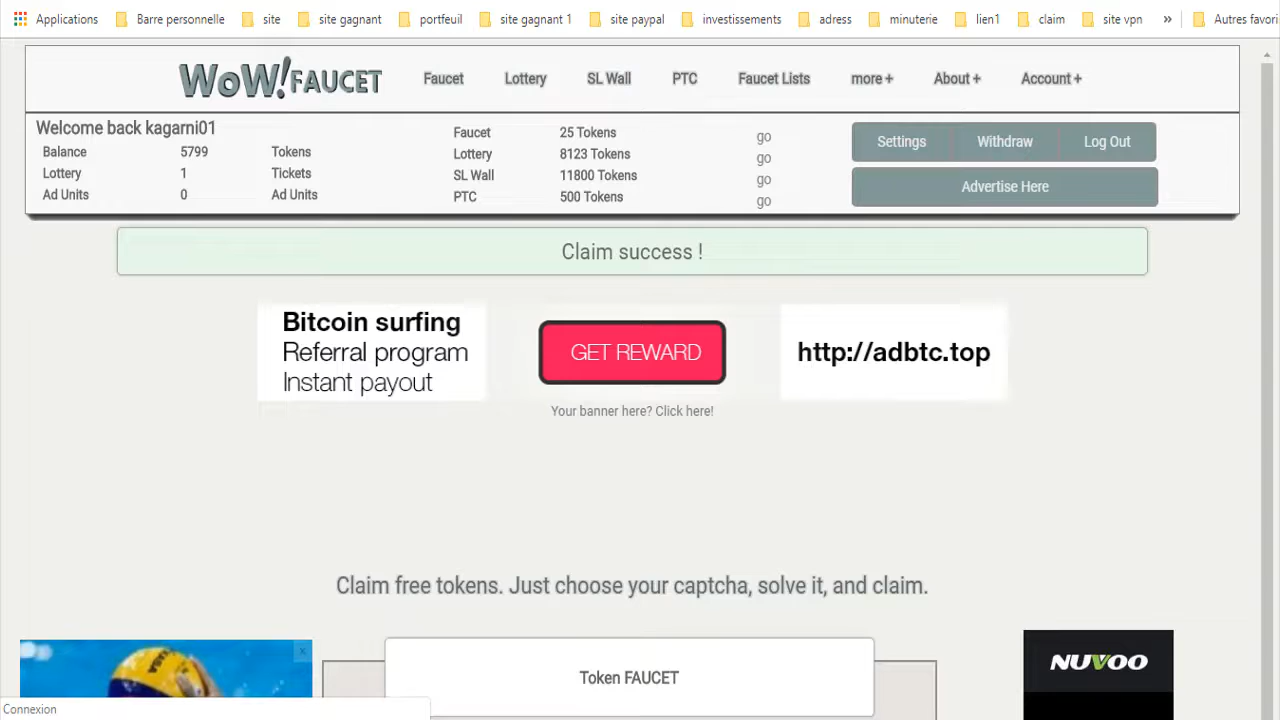 Applications Barre personnelle site site gagnant portfeuil site gagnant 1 site paypal investissements adress minuterie lien1 claim site vpn » Autres favori
WoW!FAUCET Faucet Lottery SL Wall PTC Faucet Lists more + About + Account +
Welcome back kagarni01
Balance 5799 Tokens
Lottery 1 Tickets
Ad Units 0 Ad Units
Faucet 25 Tokens go
Lottery 8123 Tokens go
SL Wall 11800 Tokens go
PTC 500 Tokens go
Settings Withdraw Log Out
Advertise Here
Claim success !
Bitcoin surfing
Referral program
Instant payout
GET REWARD
http://adbtc.top
Your banner here? Click here!
Claim free tokens. Just choose your captcha, solve it, and claim.
x
Token FAUCET
NUVOO
Connexion